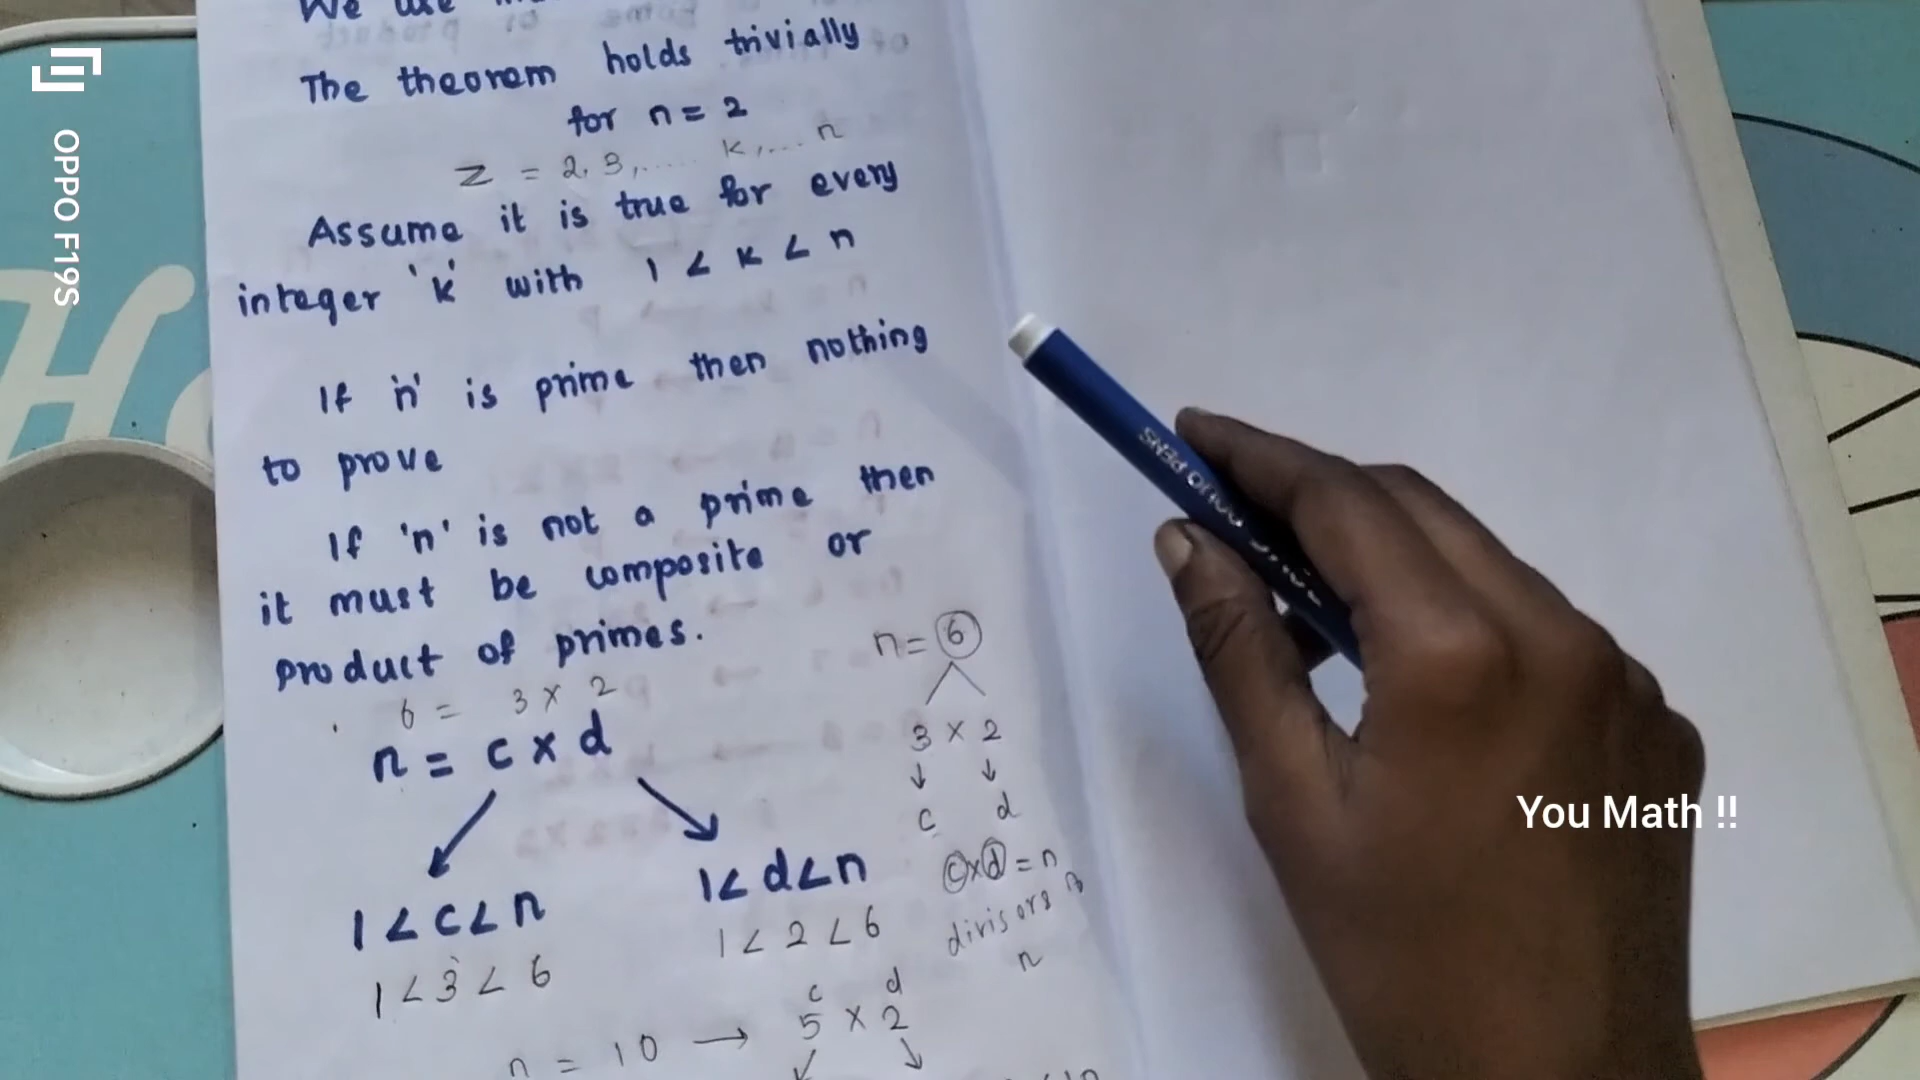 We use
The theorem holds trivially
for n = 2
Z = 2, 3, ..... k, ... n
Assume it is true for every
integer 'k' with 1 < k < n
If 'n' is prime then nothing
to prove
If 'n' is not a prime then
it must be composite or
product of primes.
6 = 3 x 2
n = c x d
1 < c < n
1 < d < n
1 < 3 < 6
1 < 2 < 6
n = 6
3 x 2
↓ ↓
c d
c x d = n
divisors
n
c d
n = 10 → 5 x 2
OPPO F19S
PENS
You Math !!